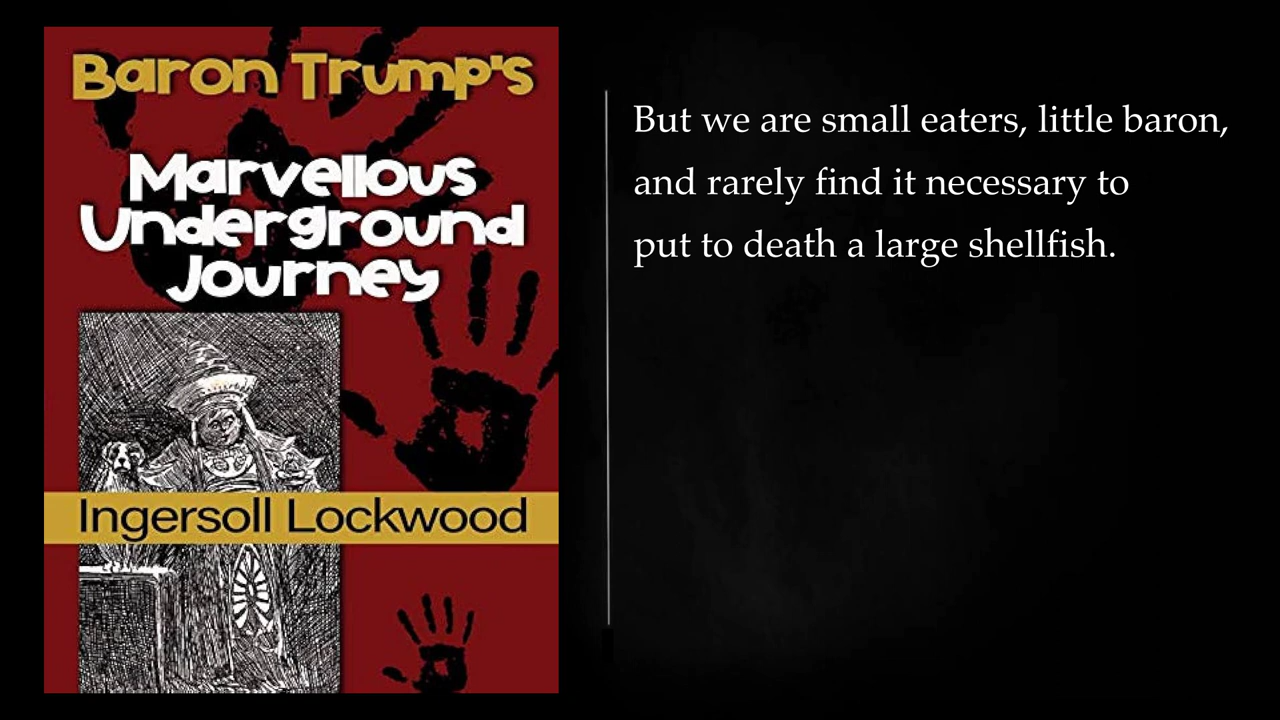 Baron Trump's
Marvellous
Underground
Journey
Ingersoll Lockwood
But we are small eaters, little baron,
and rarely find it necessary to
put to death a large shellfish.